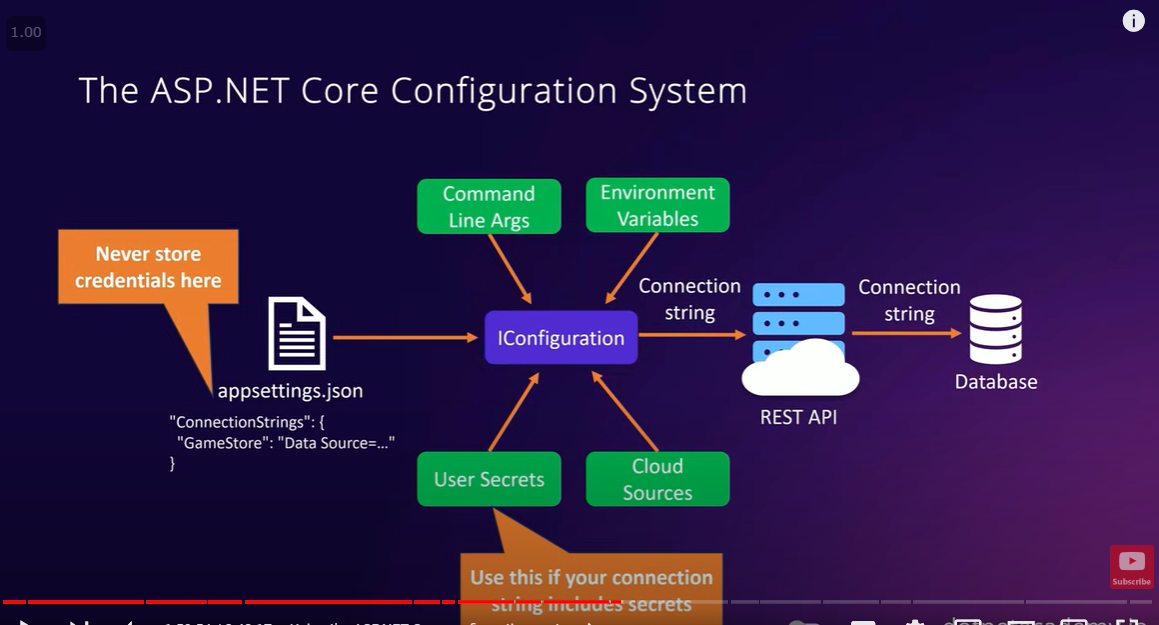 1.00
The ASP.NET Core Configuration System
Command
Line Args
Environment
Variables
Never store
credentials here
Connection
string
Connection
string
IConfiguration
appsettings.json
Database
REST API
"ConnectionStrings": {
"GameStore": "Data Source=..."
}
User Secrets
Cloud
Sources
Use this if your connection
string includes secrets
Subscribe